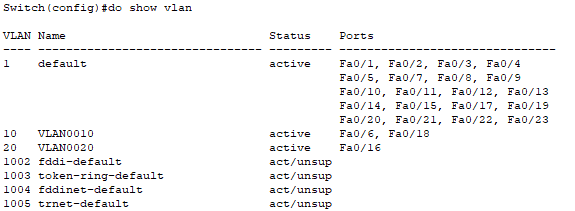 Switch(config)#do show vlan
VLAN Name                             Status    Ports
---- -------------------------------- --------- -------------------------------
1    default                          active    Fa0/1, Fa0/2, Fa0/3, Fa0/4
                                                Fa0/5, Fa0/7, Fa0/8, Fa0/9
                                                Fa0/10, Fa0/11, Fa0/12, Fa0/13
                                                Fa0/14, Fa0/15, Fa0/17, Fa0/19
                                                Fa0/20, Fa0/21, Fa0/22, Fa0/23
10   VLAN0010                         active    Fa0/6, Fa0/18
20   VLAN0020                         active    Fa0/16
1002 fddi-default                     act/unsup
1003 token-ring-default               act/unsup
1004 fddinet-default                  act/unsup
1005 trnet-default                    act/unsup